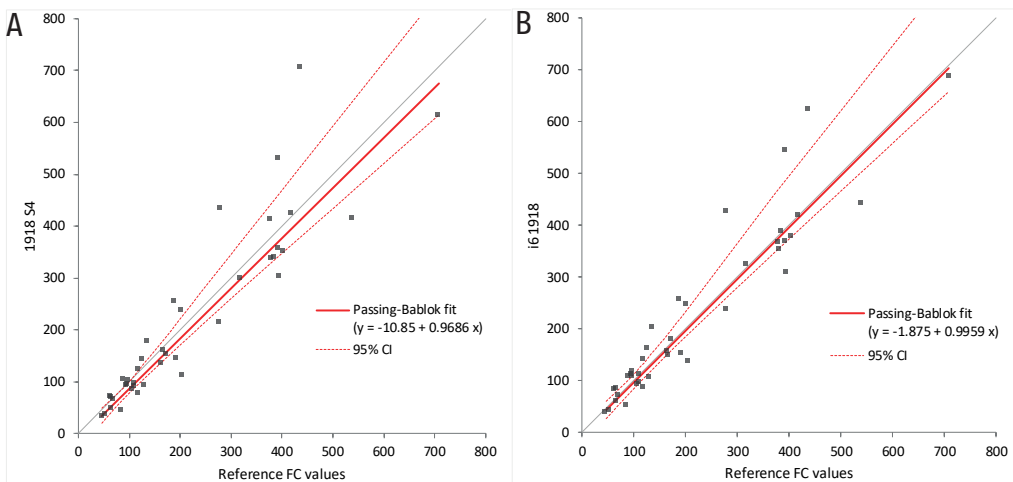 A
800
700
600
500
400
300
200
100
0
1918 S4
Passing-Bablok fit
(y = -10.85 + 0.9686 x)
95% CI
0 100 200 300 400 500 600 700 800
Reference FC values
B
800
700
600
500
400
300
200
100
0
i6 1918
Passing-Bablok fit
(y = -1.875 + 0.9959 x)
95% CI
0 100 200 300 400 500 600 700 800
Reference FC values